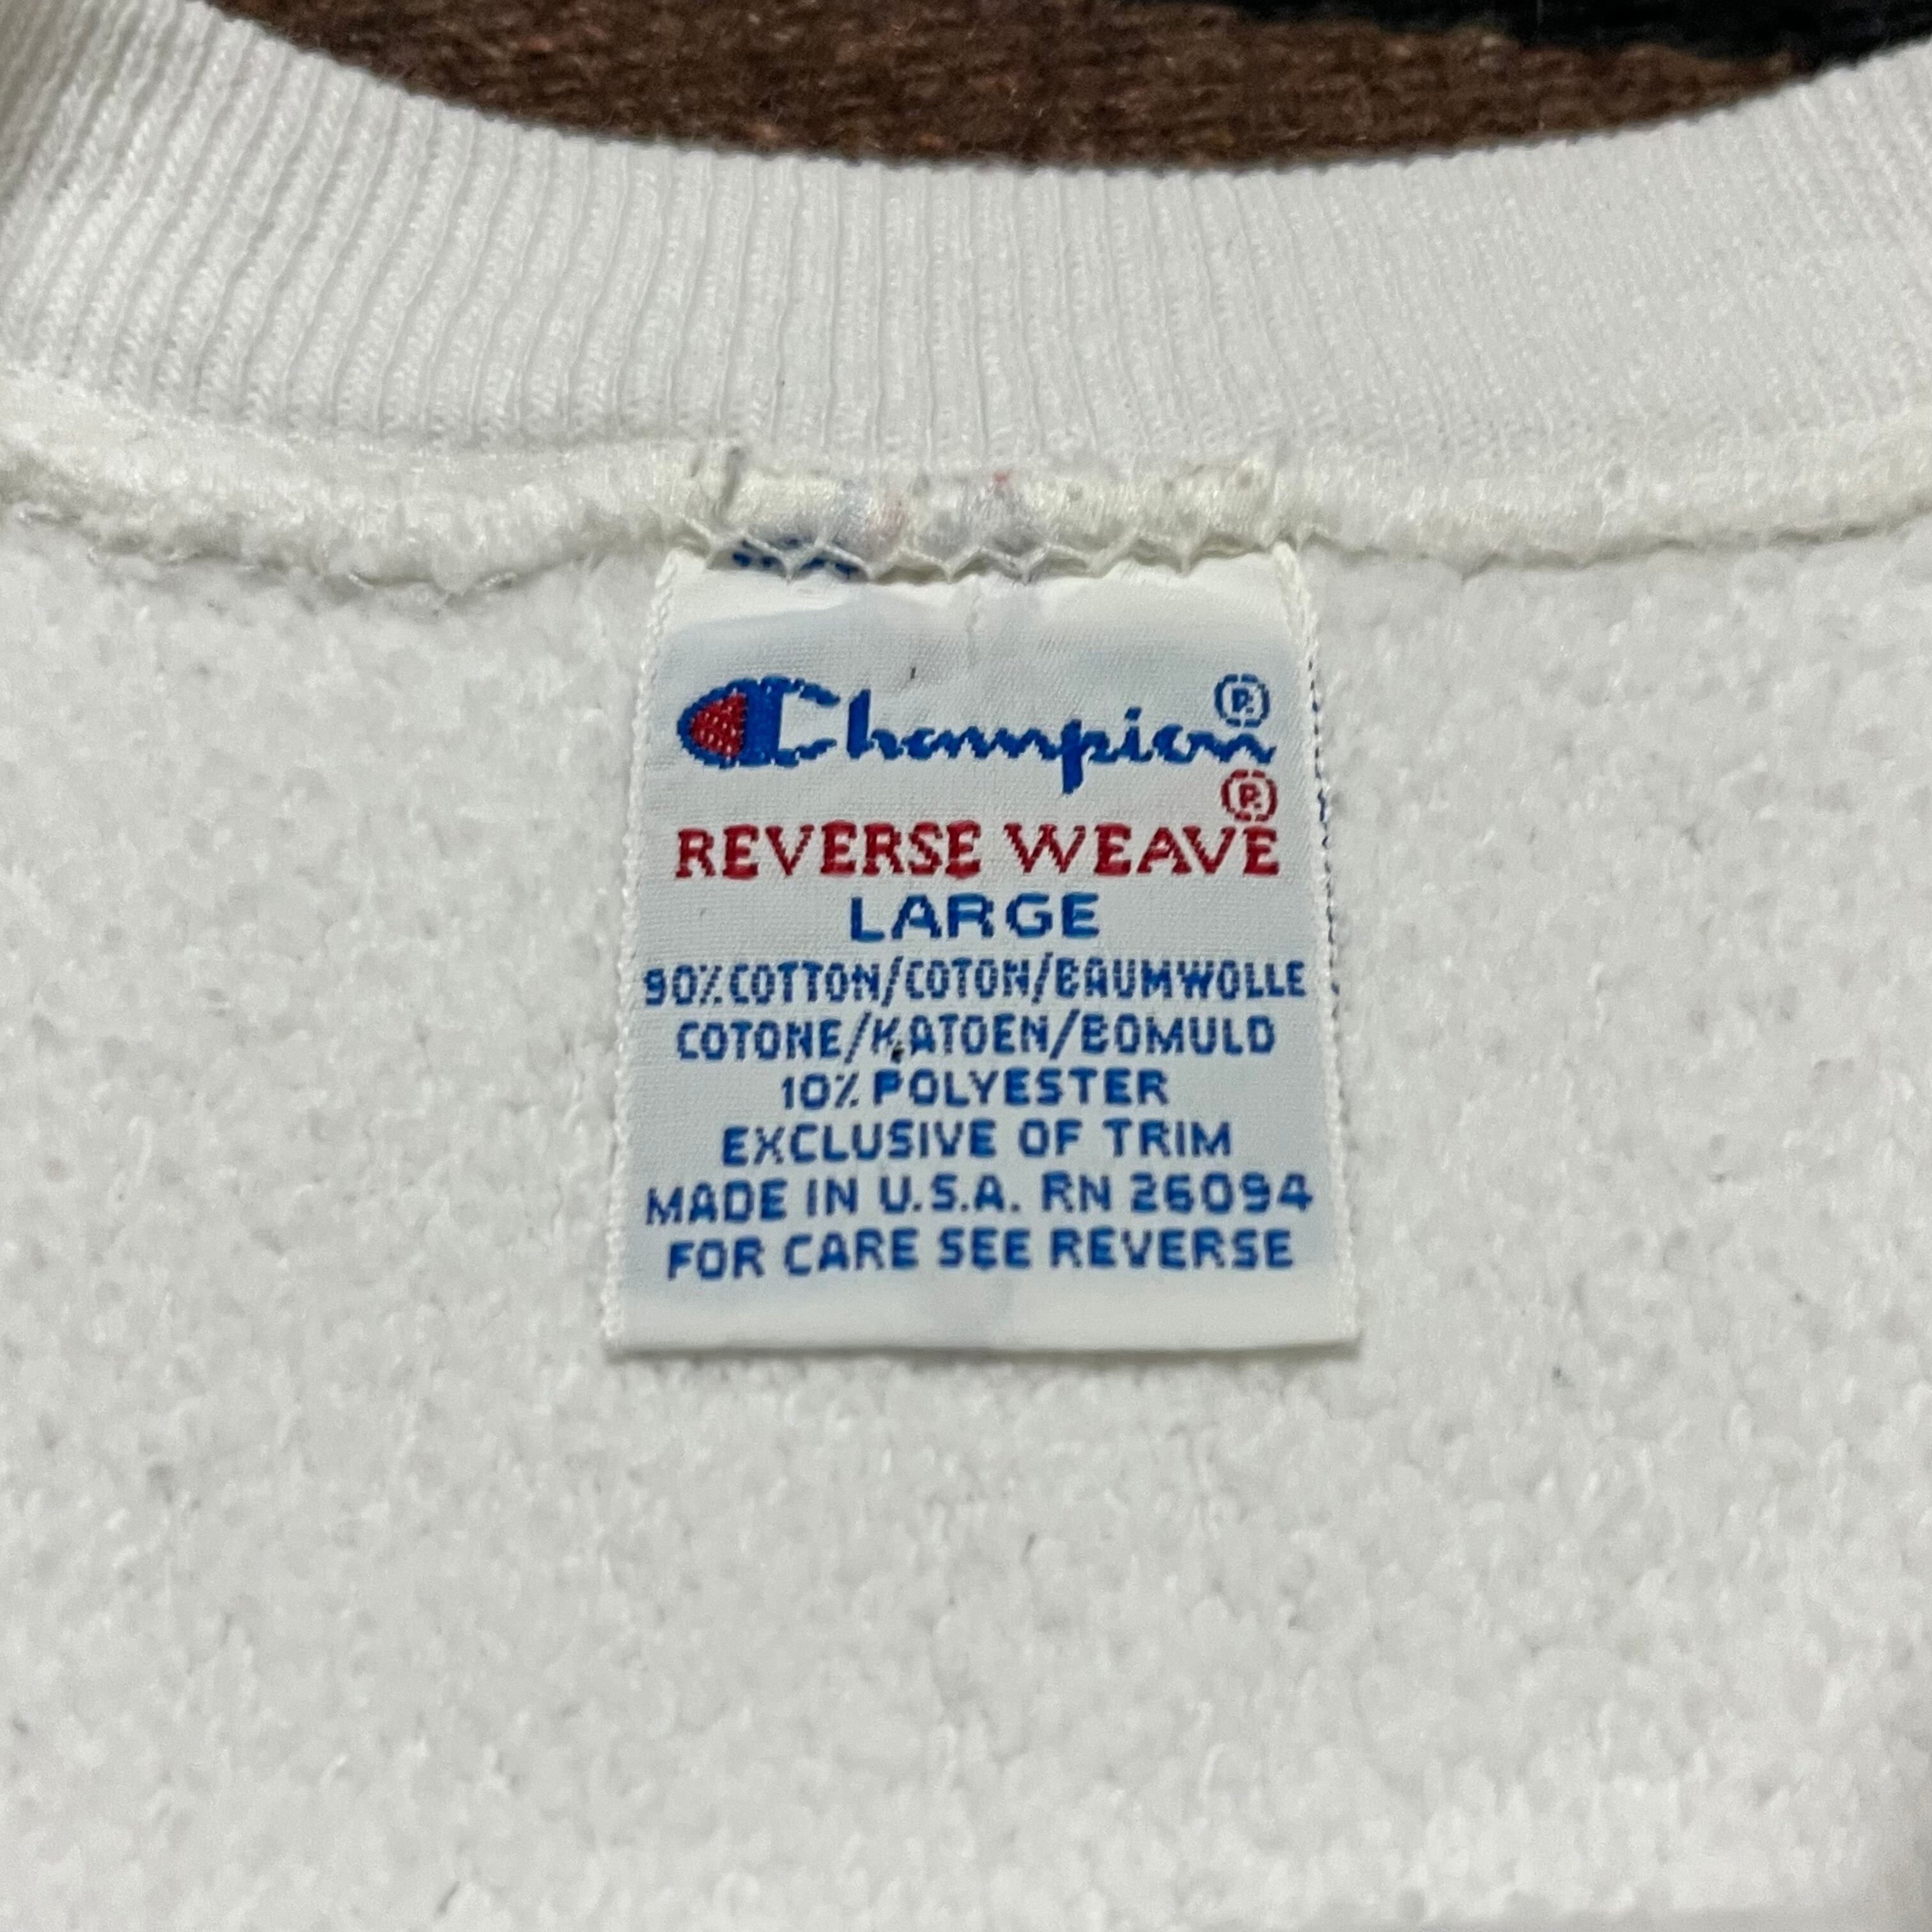 Champion®
REVERSE WEAVE®
LARGE
90% COTTON/COTON/BAUMWOLLE
COTONE/KATOEN/BOMULD
10% POLYESTER
EXCLUSIVE OF TRIM
MADE IN U.S.A. RN 26094
FOR CARE SEE REVERSE